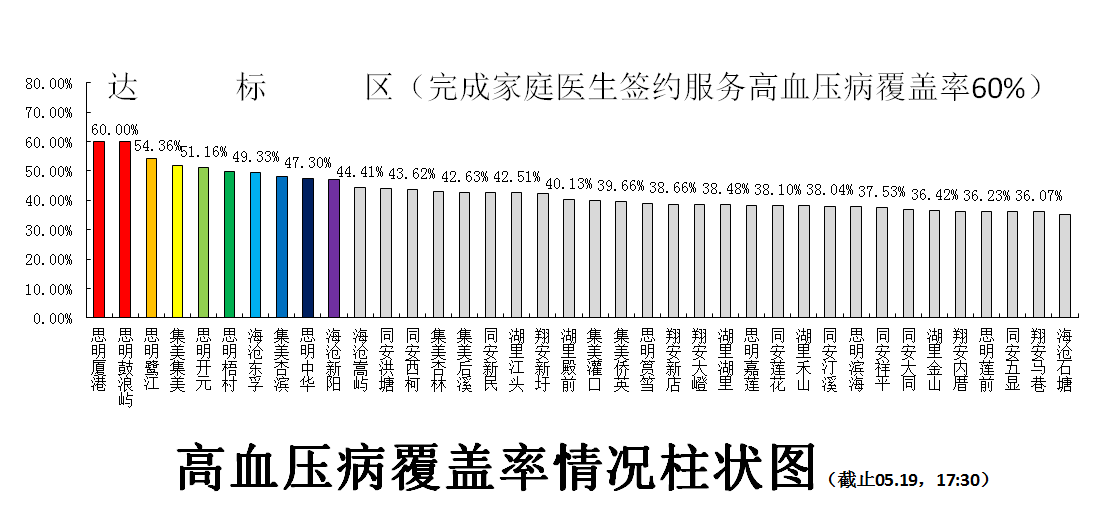 达 标 区（完成家庭医生签约服务高血压病覆盖率60%）
80.00%
70.00%
60.00%
50.00%
40.00%
30.00%
20.00%
10.00%
0.00%
60.00%
54.36%
51.16%
49.33%
47.30%
44.41%
43.62%
42.63%
42.51%
40.13%
39.66%
38.66%
38.48%
38.10%
38.04%
37.53%
36.42%
36.23%
36.07%
思明厦港
思明鼓浪屿
思明鹭江
集美集美
思明开元
思明梧村
海沧东孚
集美杏滨
思明中华
海沧新阳
海沧嵩屿
同安洪塘
同安西柯
集美杏林
集美后溪
同安新民
湖里江头
翔安新圩
湖里殿前
集美灌口
集美侨英
思明筼筜
翔安新店
翔安大嶝
湖里湖里
思明嘉莲
同安莲花
湖里禾山
同安汀溪
思明滨海
同安祥平
同安大同
湖里金山
翔安内厝
思明莲前
同安五显
翔安马巷
海沧石塘
高血压病覆盖率情况柱状图（截止05.19，17:30）